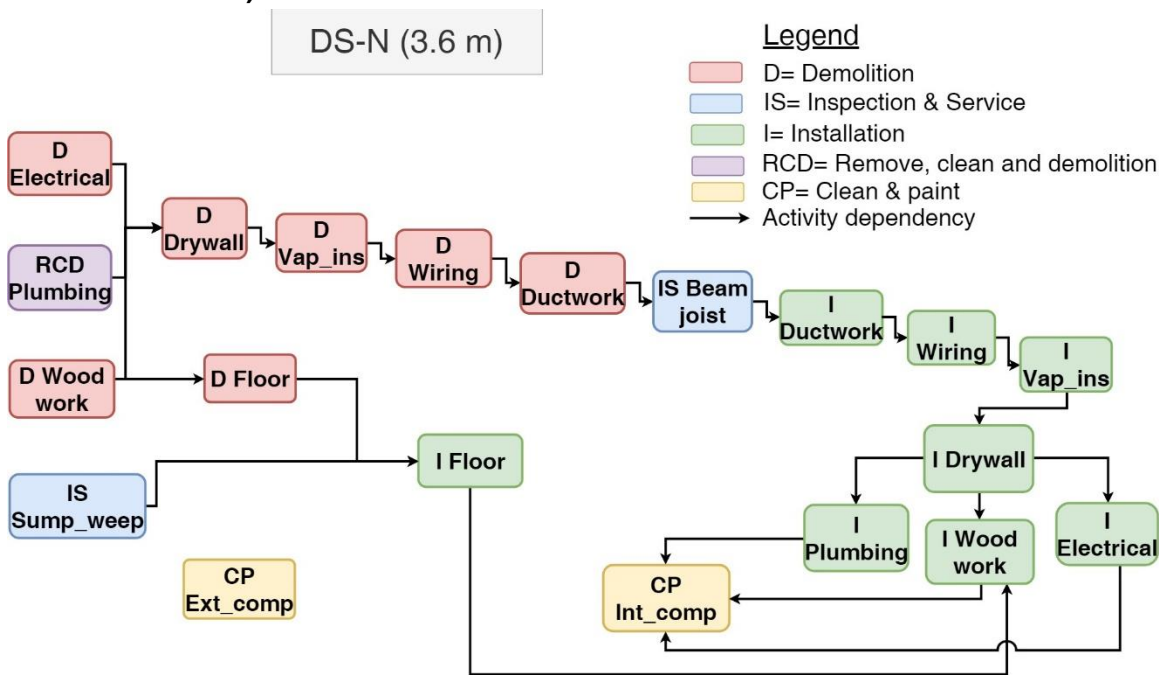 DS-N (3.6 m)
Legend
D= Demolition
IS= Inspection & Service
I= Installation
RCD= Remove, clean and demolition
CP= Clean & paint
Activity dependency
D
Electrical
RCD
Plumbing
D Wood
work
D
Drywall
D
Vap_ins
D
Wiring
D
Ductwork
IS Beam
joist
I
Ductwork
I
Wiring
I
Vap_ins
D Floor
IS
Sump_weep
I Floor
I Drywall
I
Plumbing
I Wood
work
I
Electrical
CP
Ext_comp
CP
Int_comp